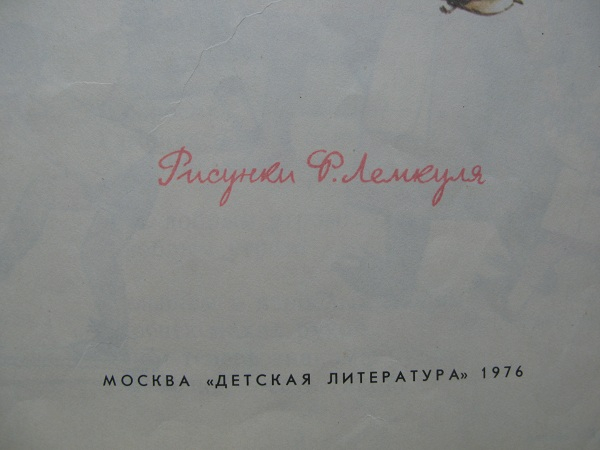 Рисунки Ф. Лемкуля
МОСКВА «ДЕТСКАЯ ЛИТЕРАТУРА» 1976